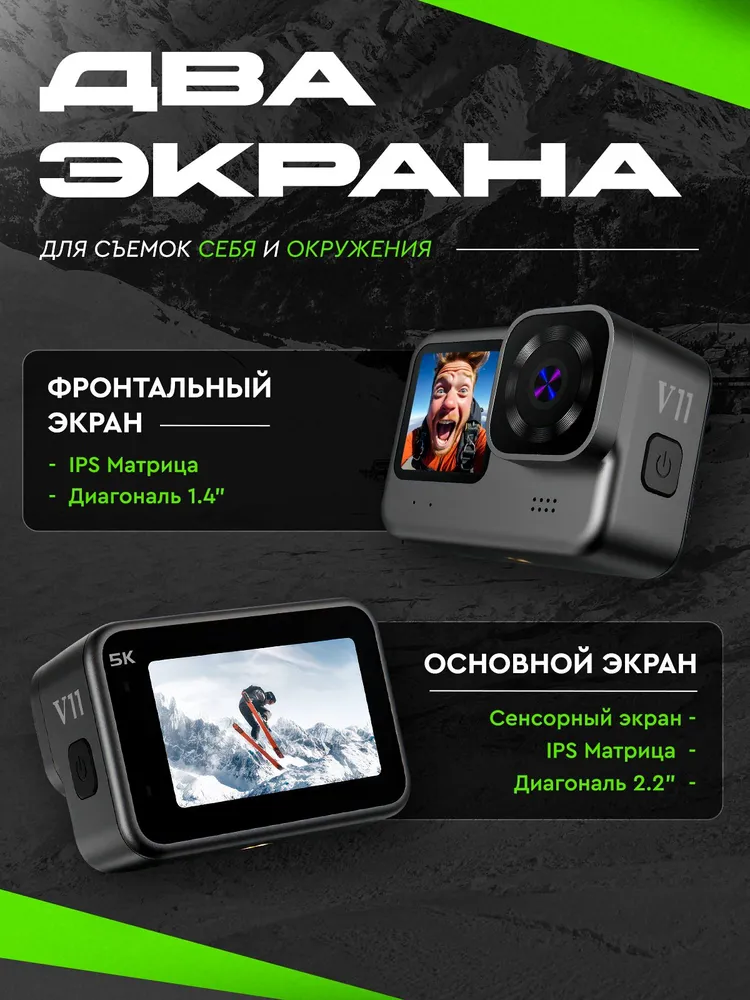 ДВА
ЭКРАНА
ДЛЯ СЪЕМОК СЕБЯ И ОКРУЖЕНИЯ
ФРОНТАЛЬНЫЙ
ЭКРАН
- IPS Матрица
- Диагональ 1.4"
V11
5K
V11
ОСНОВНОЙ ЭКРАН
Сенсорный экран -
IPS Матрица -
Диагональ 2.2" -